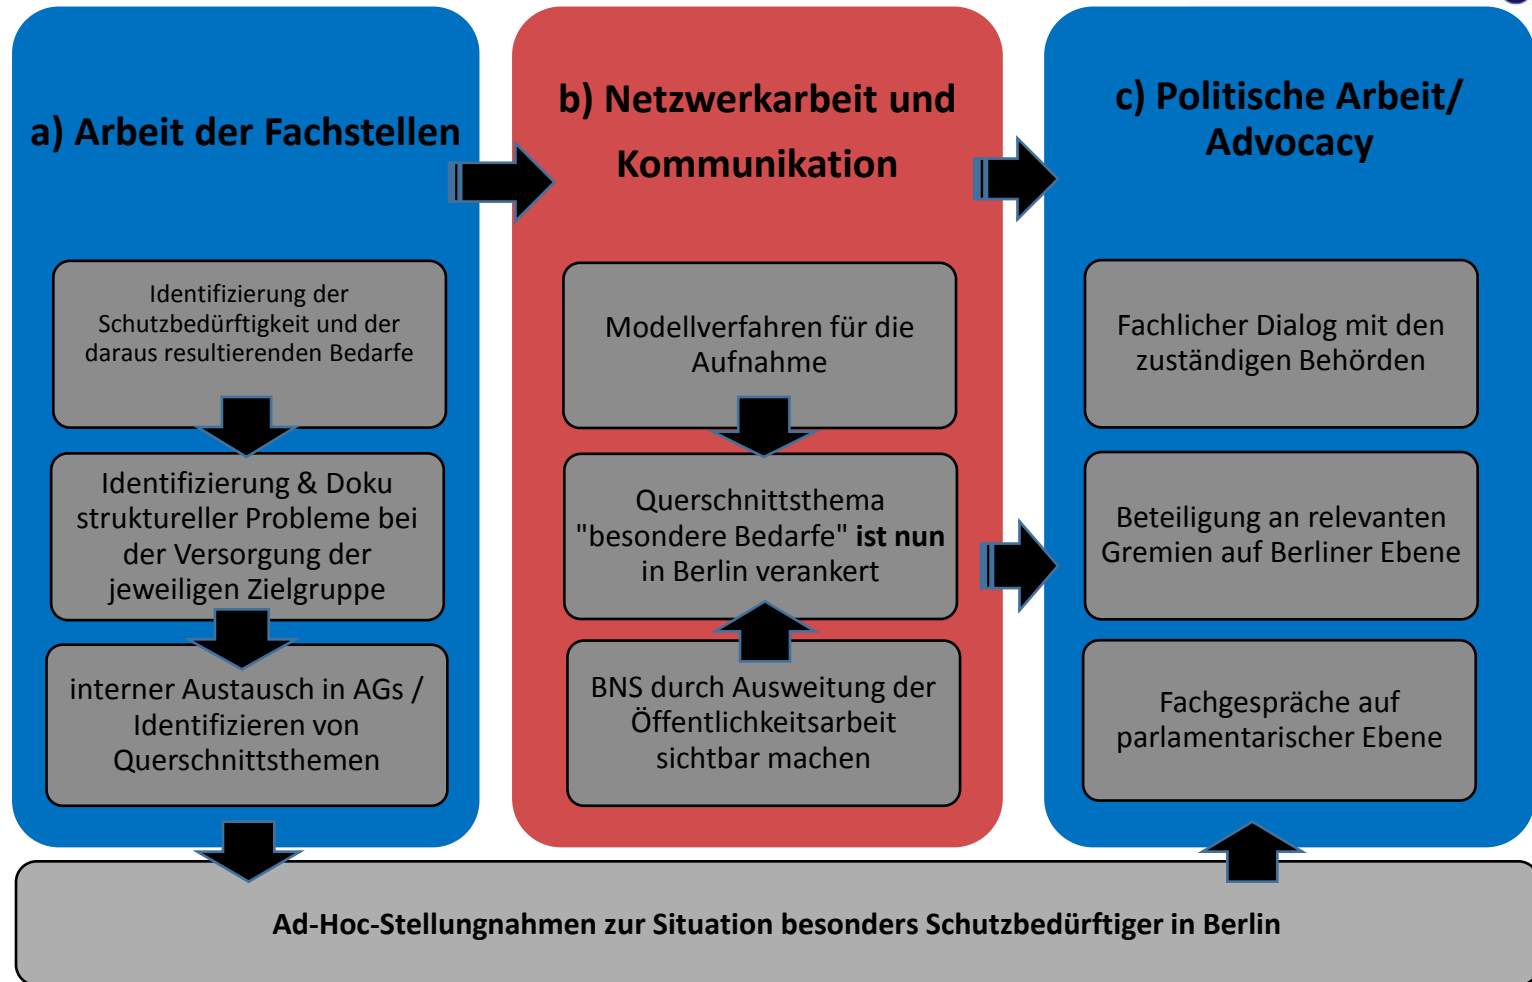 a) Arbeit der Fachstellen
Identifizierung der
Schutzbedürftigkeit und der
daraus resultierenden Bedarfe
Identifizierung & Doku
struktureller Probleme bei
der Versorgung der
jeweiligen Zielgruppe
interner Austausch in AGs /
Identifizieren von
Querschnittsthemen
b) Netzwerkarbeit und
Kommunikation
Modellverfahren für die
Aufnahme
Querschnittsthema
"besondere Bedarfe" ist nun
in Berlin verankert
BNS durch Ausweitung der
Öffentlichkeitsarbeit
sichtbar machen
c) Politische Arbeit/
Advocacy
Fachlicher Dialog mit den
zuständigen Behörden
Beteiligung an relevanten
Gremien auf Berliner Ebene
Fachgespräche auf
parlamentarischer Ebene
Ad-Hoc-Stellungnahmen zur Situation besonders Schutzbedürftiger in Berlin